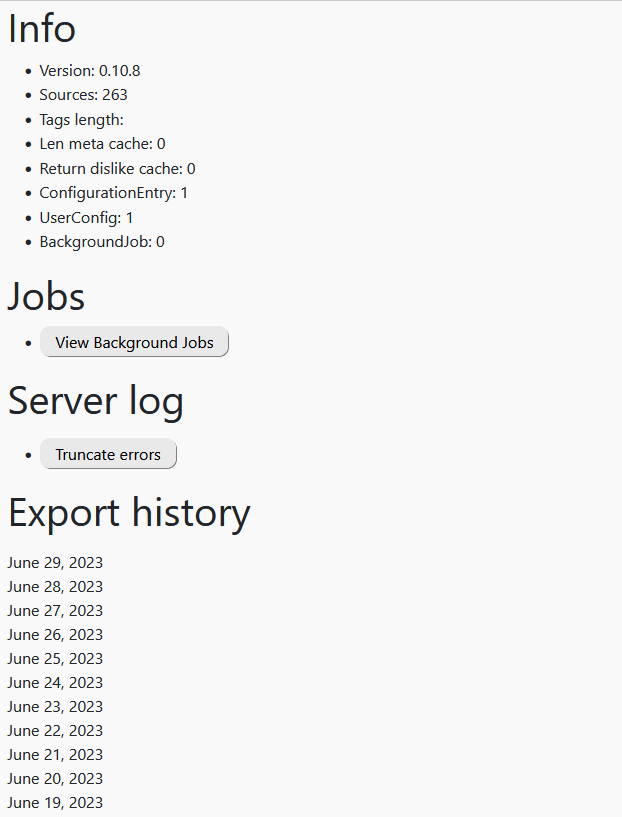 Info
Version: 0.10.8
Sources: 263
Tags length:
Len meta cache: 0
Return dislike cache: 0
ConfigurationEntry: 1
UserConfig: 1
BackgroundJob: 0
Jobs
View Background Jobs
Server log
Truncate errors
Export history
June 29, 2023
June 28, 2023
June 27, 2023
June 26, 2023
June 25, 2023
June 24, 2023
June 23, 2023
June 22, 2023
June 21, 2023
June 20, 2023
June 19, 2023